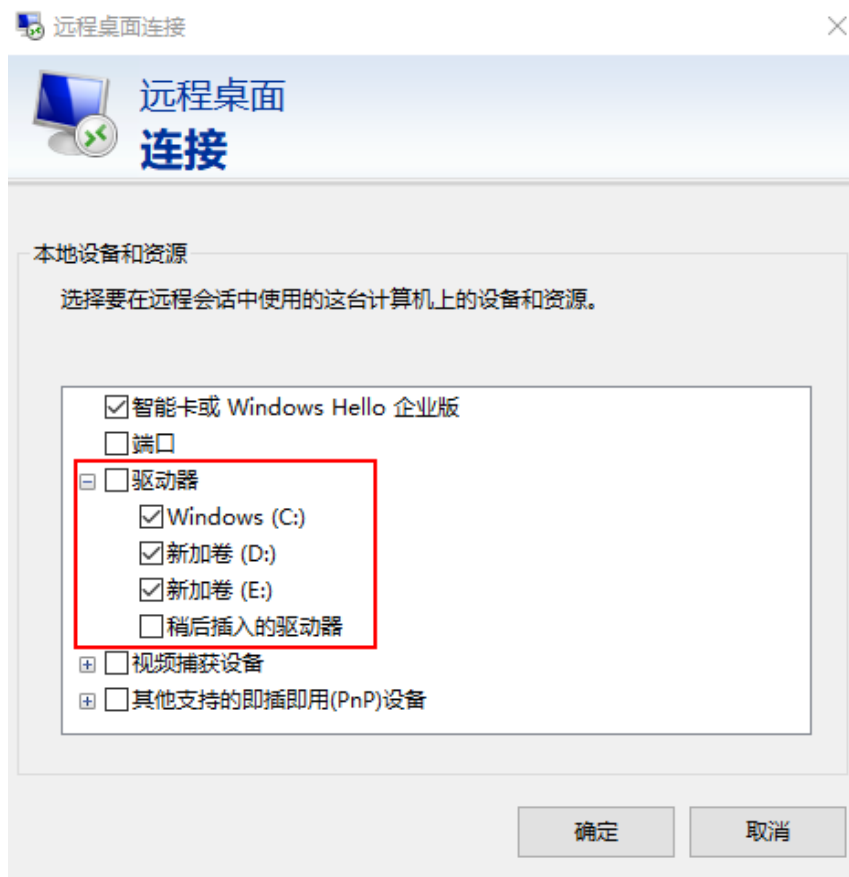 远程桌面连接
远程桌面
连接
本地设备和资源
选择要在远程会话中使用的这台计算机上的设备和资源。
智能卡或 Windows Hello 企业版
端口
驱动器
Windows (C:)
新加卷 (D:)
新加卷 (E:)
稍后插入的驱动器
视频捕获设备
其他支持的即插即用(PnP)设备
确定
取消